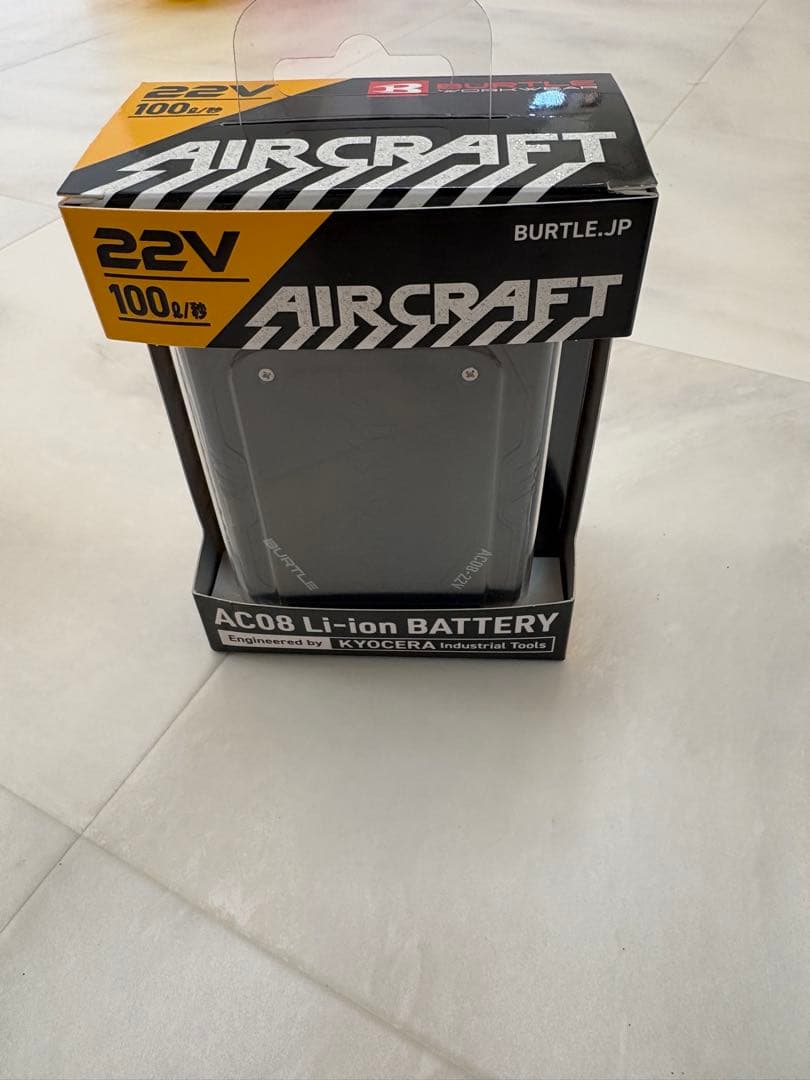 22V
100ℓ/秒
BURTLE
WORKWEAR
AIRCRAFT
22V
100ℓ/秒
BURTLE.JP
AIRCRAFT
BURTLE
AC08-22V
AC08 Li-ion BATTERY
Engineered by KYOCERA Industrial Tools